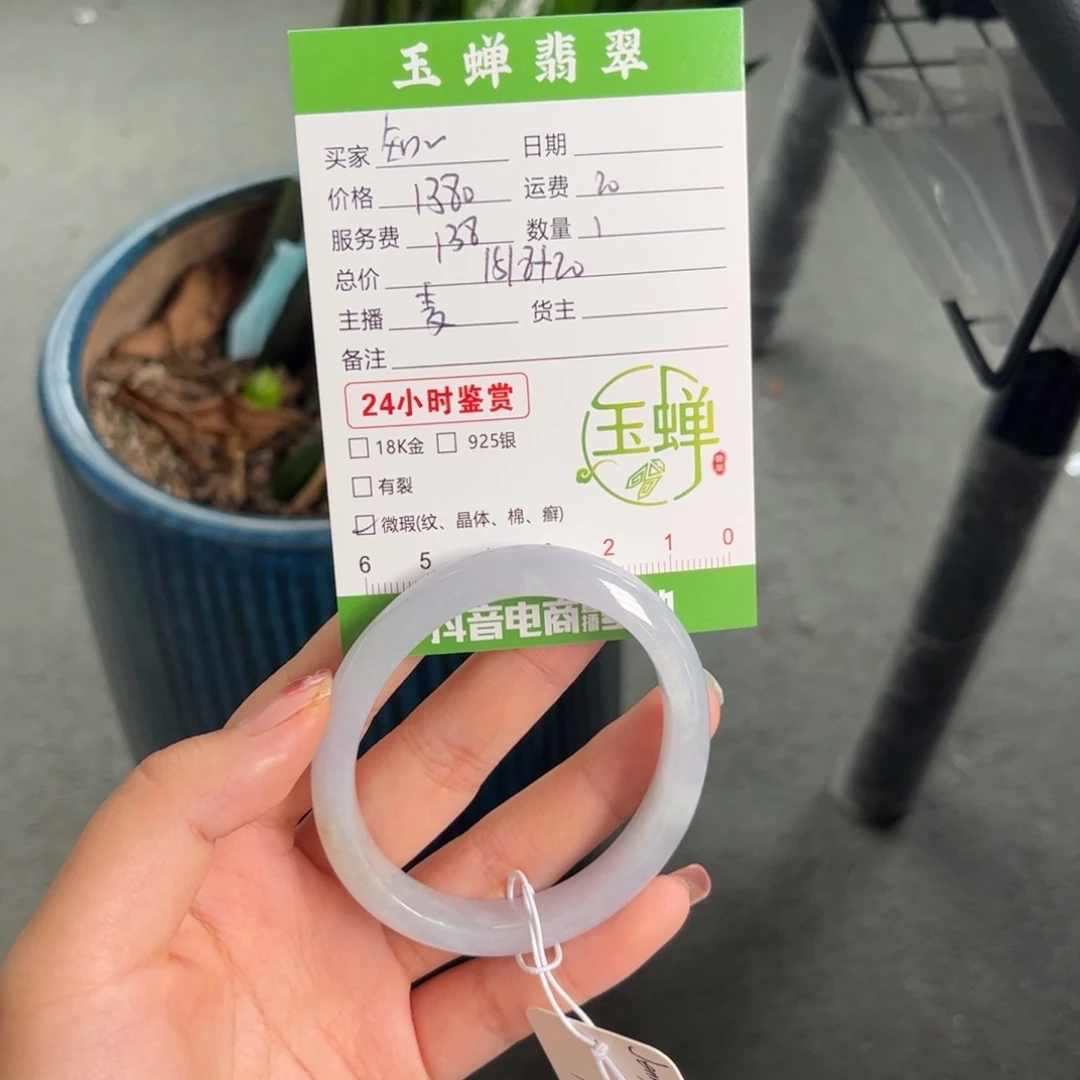 玉蝉翡翠
买家 日期
价格 1380 运费 20
服务费 138 数量 1
总价 1518+20
主播 麦 货主
备注
24小时鉴赏
18K金 925银
有裂
微瑕(纹、晶体、棉、癣)
玉蝉
6 5 2 1 0
抖音电商